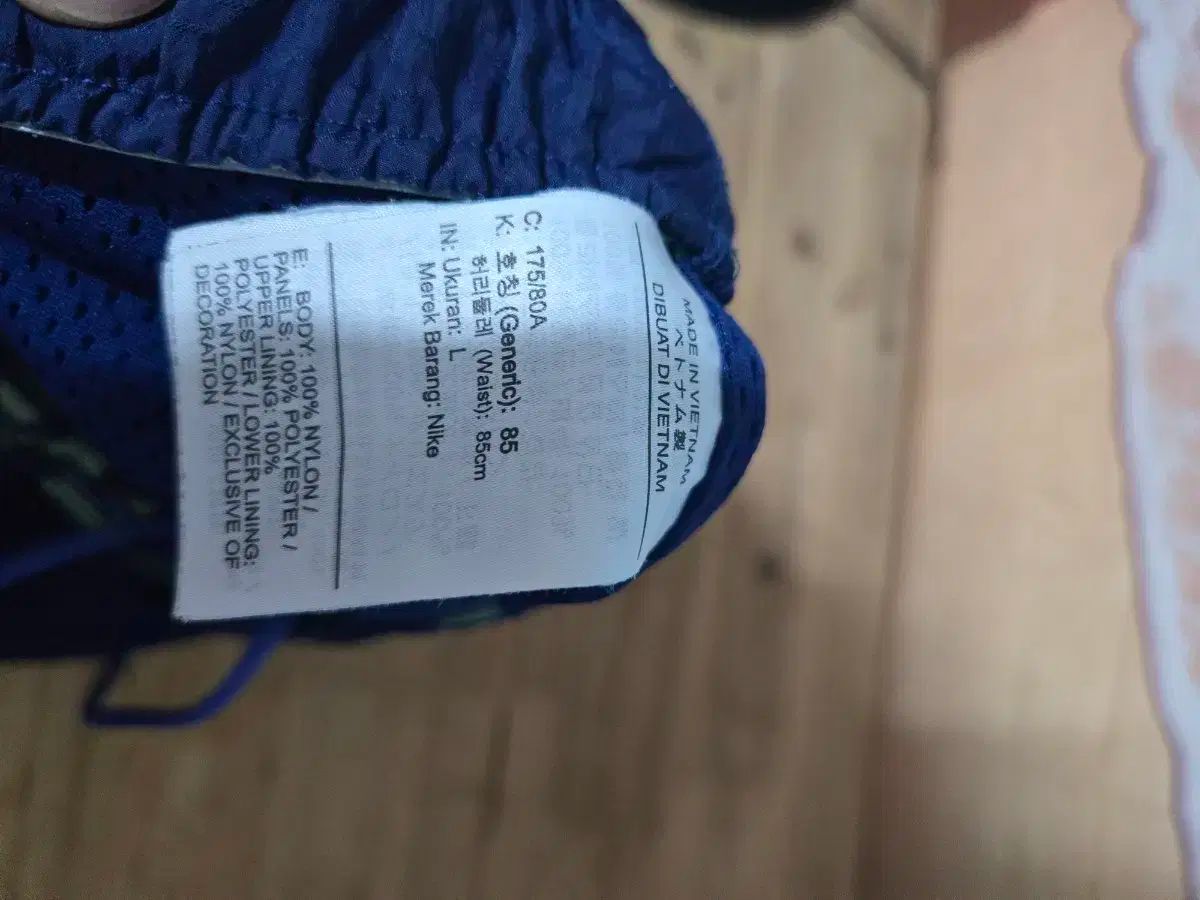 MADE IN VIETNAM
ベトナム製
DIBUAT DI VIETNAM
C: 175/80A
K: 호칭 (Generic): 85
허리둘레 (Waist): 85cm
IN: Ukuran: L
Merek Barang: Nike
E: BODY: 100% NYLON /
PANELS: 100% POLYESTER /
UPPER LINING: 100%
POLYESTER / LOWER LINING:
100% NYLON / EXCLUSIVE OF
DECORATION